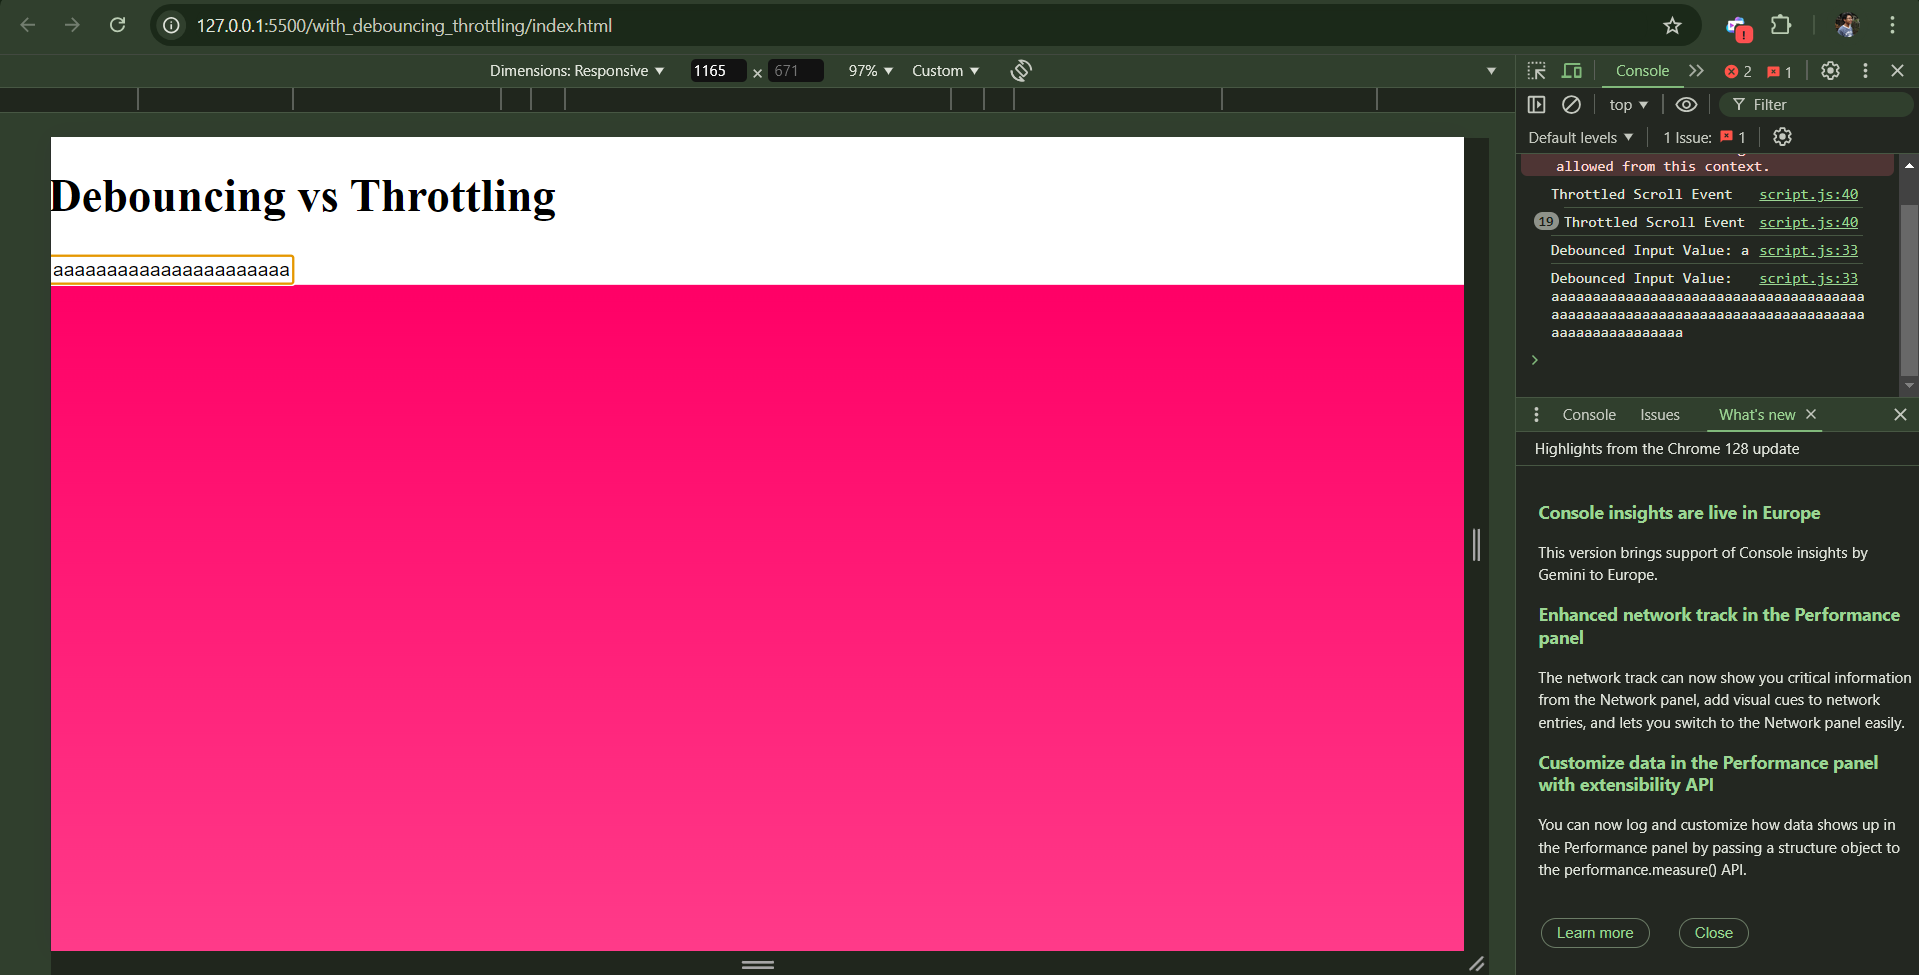 127.0.0.1:5500/with_debouncing_throttling/index.html
!
Dimensions: Responsive
1165 × 671
97%
Custom
Console
2
1
top
Filter
Default levels
1 Issue:
1
allowed from this context.
Throttled Scroll Event script.js:40
19 Throttled Scroll Event script.js:40
Debounced Input Value: a script.js:33
Debounced Input Value: script.js:33
aaaaaaaaaaaaaaaaaaaaaaaaaaaaaaaaaaaaaa
aaaaaaaaaaaaaaaaaaaaaaaaaaaaaaaaaaaaaa
aaaaaaaaaaaaaaaa
Debouncing vs Throttling
aaaaaaaaaaaaaaaaaaaaaa
Console
Issues
What's new
Highlights from the Chrome 128 update
Console insights are live in Europe
This version brings support of Console insights by
Gemini to Europe.
Enhanced network track in the Performance
panel
The network track can now show you critical information
from the Network panel, add visual cues to network
entries, and lets you switch to the Network panel easily.
Customize data in the Performance panel
with extensibility API
You can now log and customize how data shows up in
the Performance panel by passing a structure object to
the performance.measure() API.
Learn more
Close